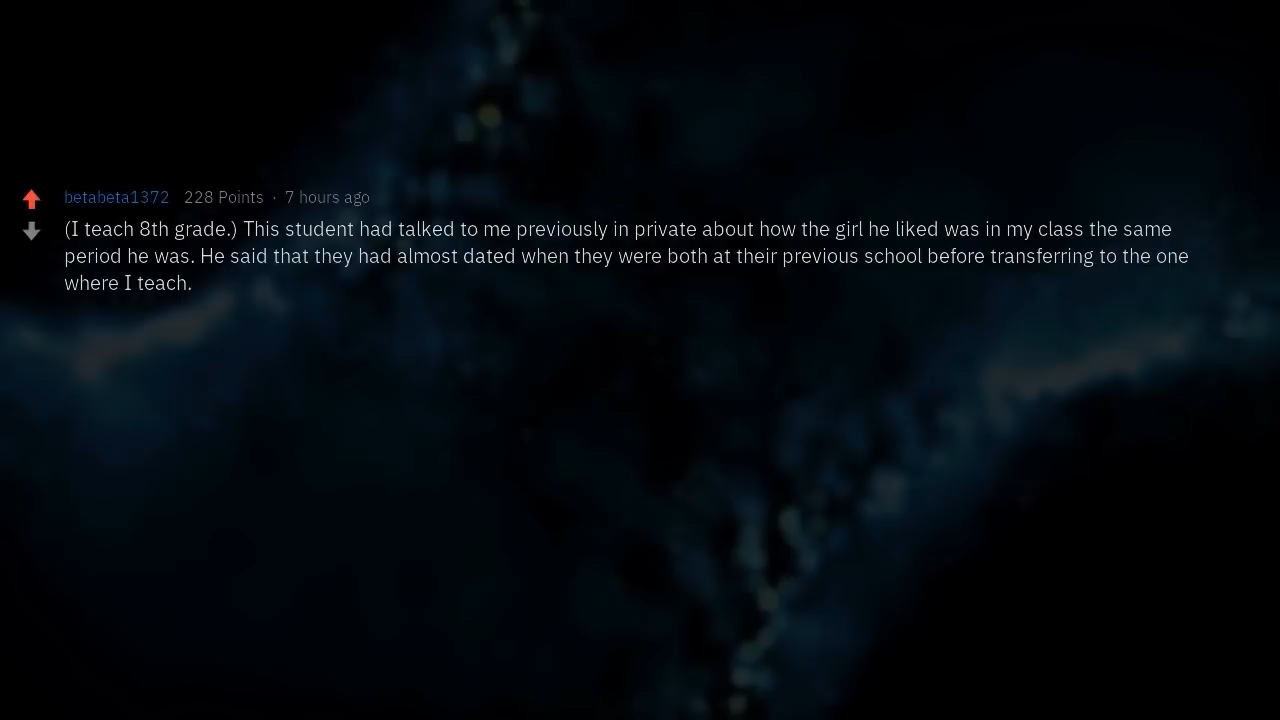 betabeta1372 228 Points · 7 hours ago
(I teach 8th grade.) This student had talked to me previously in private about how the girl he liked was in my class the same
period he was. He said that they had almost dated when they were both at their previous school before transferring to the one
where I teach.